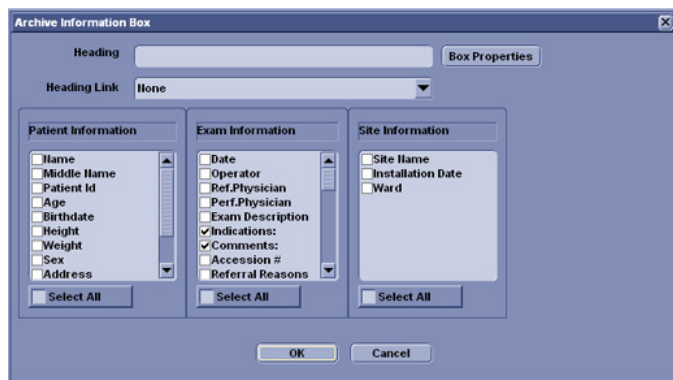 Archive Information Box
Heading
Box Properties
Heading Link
None
Patient Information
Name
Middle Name
Patient Id
Age
Birthdate
Height
Weight
Sex
Address
Select All
Exam Information
Date
Operator
Ref.Physician
Perf.Physician
Exam Description
Indications:
Comments:
Accession #
Referral Reasons
Select All
Site Information
Site Name
Installation Date
Ward
Select All
OK
Cancel